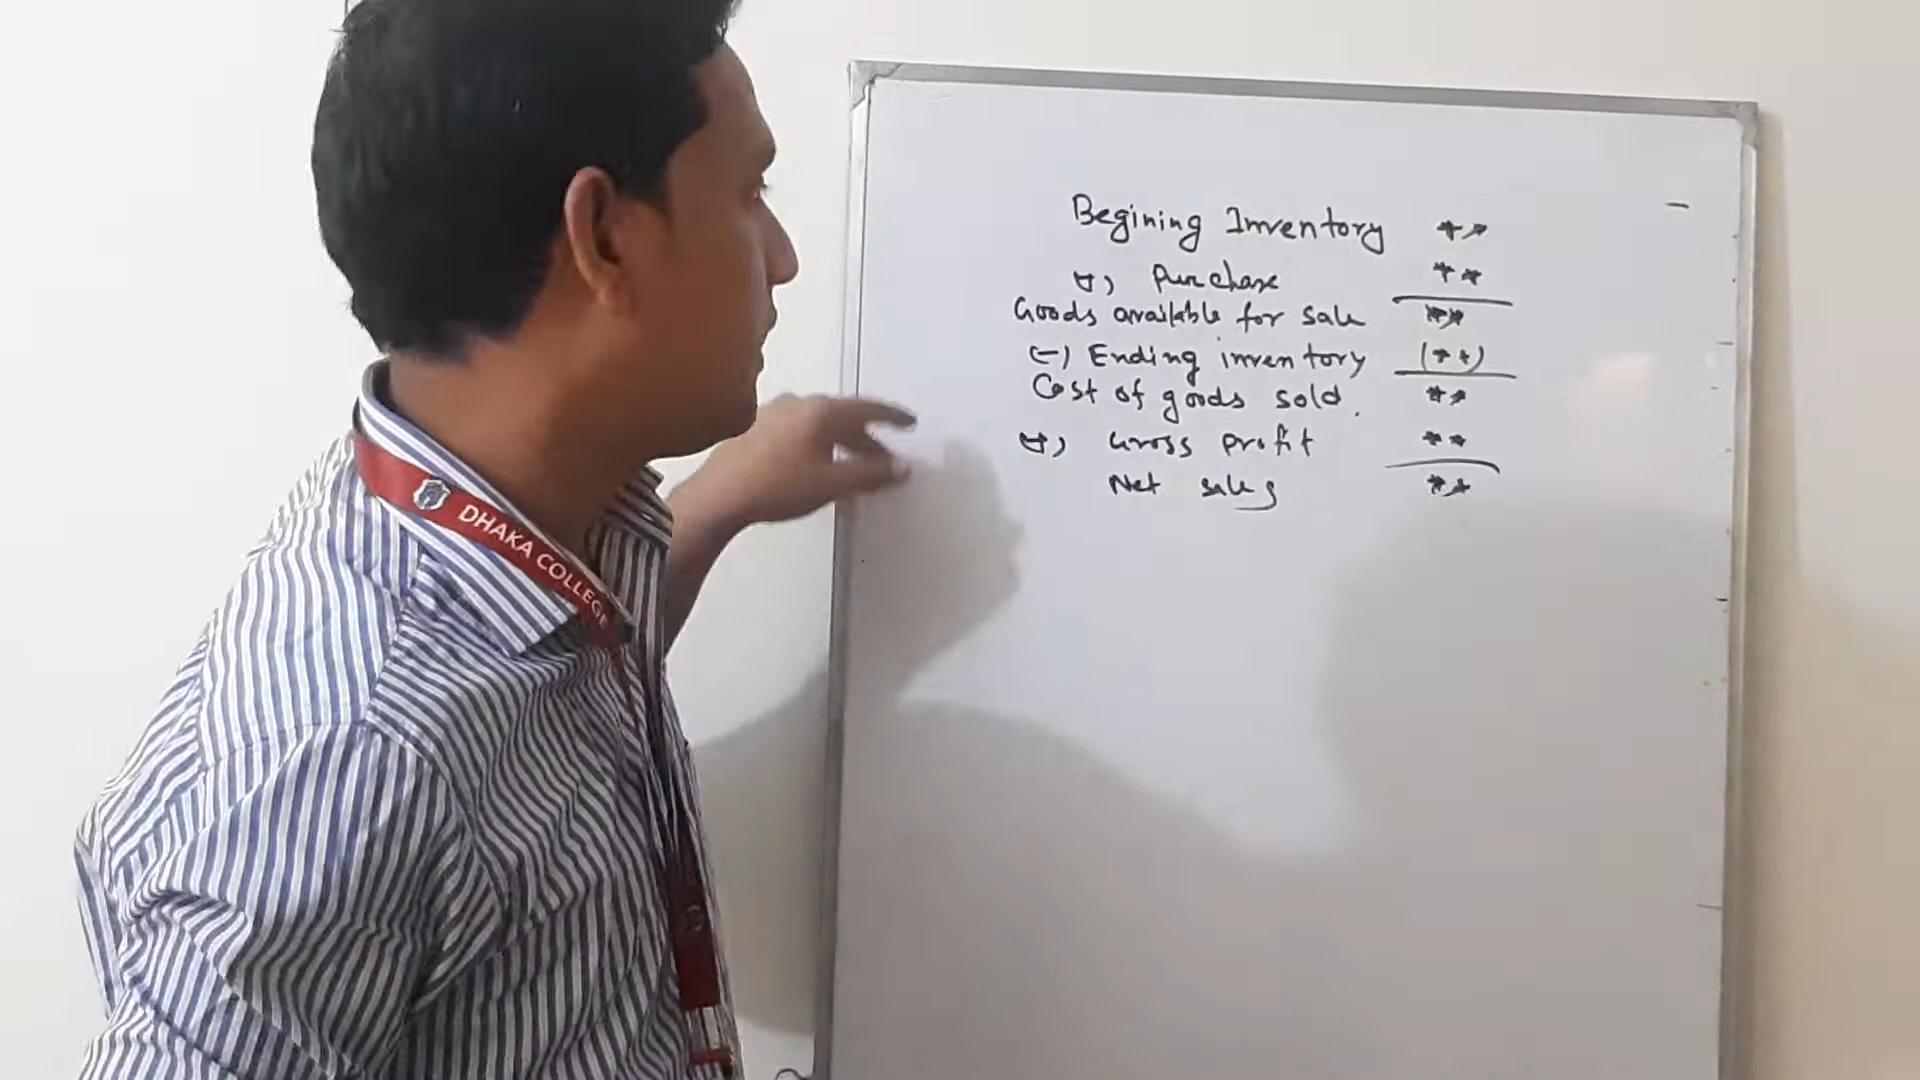 DHAKA COLLEGE
Begining Inventory **
(+) Purchase **
Goods available for sale **
(-) Ending inventory (**)
Cost of goods sold. **
(+) Gross profit **
Net sales **